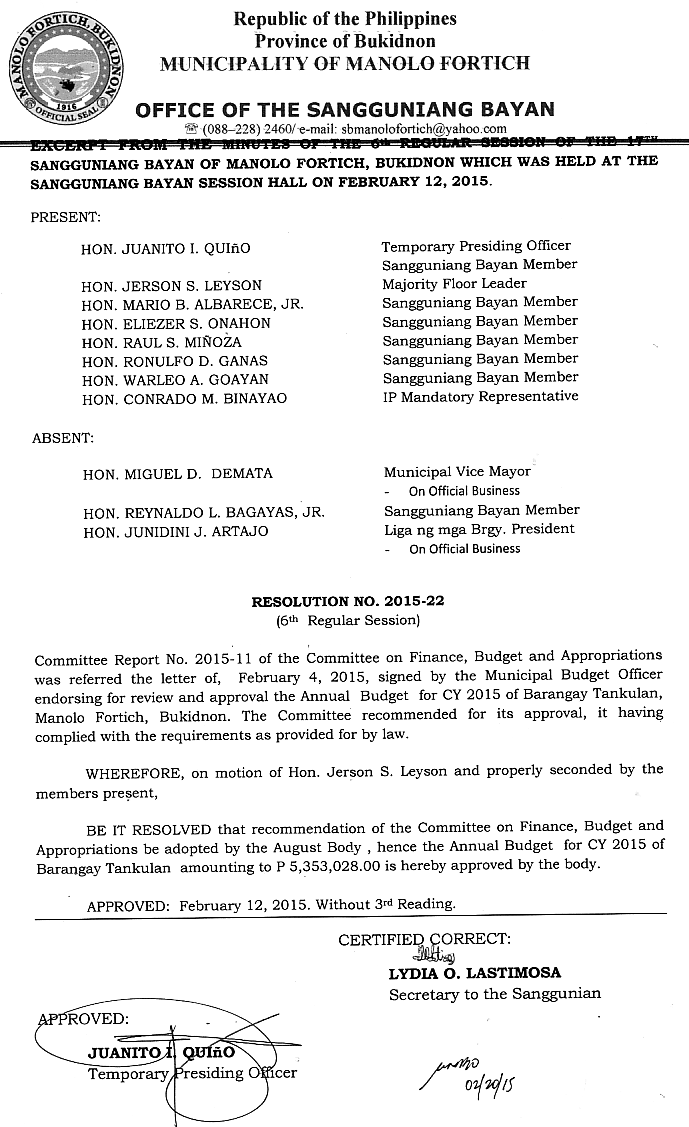 MANOLO FORTICH, BUKIDNON
1916
OFFICIAL SEAL
Republic of the Philippines
Province of Bukidnon
MUNICIPALITY OF MANOLO FORTICH
OFFICE OF THE SANGGUNIANG BAYAN
☏ (088–228) 2460/ e-mail: sbmanolofortich@yahoo.com
EXCERPT FROM THE MINUTES OF THE 6th REGULAR SESSION OF THE 17TH
SANGGUNIANG BAYAN OF MANOLO FORTICH, BUKIDNON WHICH WAS HELD AT THE
SANGGUNIANG BAYAN SESSION HALL ON FEBRUARY 12, 2015.
PRESENT:
HON. JUANITO I. QUIñO Temporary Presiding Officer
Sangguniang Bayan Member
HON. JERSON S. LEYSON Majority Floor Leader
HON. MARIO B. ALBARECE, JR. Sangguniang Bayan Member
HON. ELIEZER S. ONAHON Sangguniang Bayan Member
HON. RAUL S. MIÑOZA Sangguniang Bayan Member
HON. RONULFO D. GANAS Sangguniang Bayan Member
HON. WARLEO A. GOAYAN Sangguniang Bayan Member
HON. CONRADO M. BINAYAO IP Mandatory Representative
ABSENT:
HON. MIGUEL D. DEMATA Municipal Vice Mayor
- On Official Business
HON. REYNALDO L. BAGAYAS, JR. Sangguniang Bayan Member
HON. JUNIDINI J. ARTAJO Liga ng mga Brgy. President
- On Official Business
RESOLUTION NO. 2015-22
(6th Regular Session)
Committee Report No. 2015-11 of the Committee on Finance, Budget and Appropriations
was referred the letter of, February 4, 2015, signed by the Municipal Budget Officer
endorsing for review and approval the Annual Budget for CY 2015 of Barangay Tankulan,
Manolo Fortich, Bukidnon. The Committee recommended for its approval, it having
complied with the requirements as provided for by law.
WHEREFORE, on motion of Hon. Jerson S. Leyson and properly seconded by the
members present,
BE IT RESOLVED that recommendation of the Committee on Finance, Budget and
Appropriations be adopted by the August Body , hence the Annual Budget for CY 2015 of
Barangay Tankulan amounting to P 5,353,028.00 is hereby approved by the body.
APPROVED: February 12, 2015. Without 3rd Reading.
CERTIFIED CORRECT:
LYDIA O. LASTIMOSA
Secretary to the Sanggunian
APPROVED:
JUANITO I. QUIñO
Temporary Presiding Officer
02/20/15